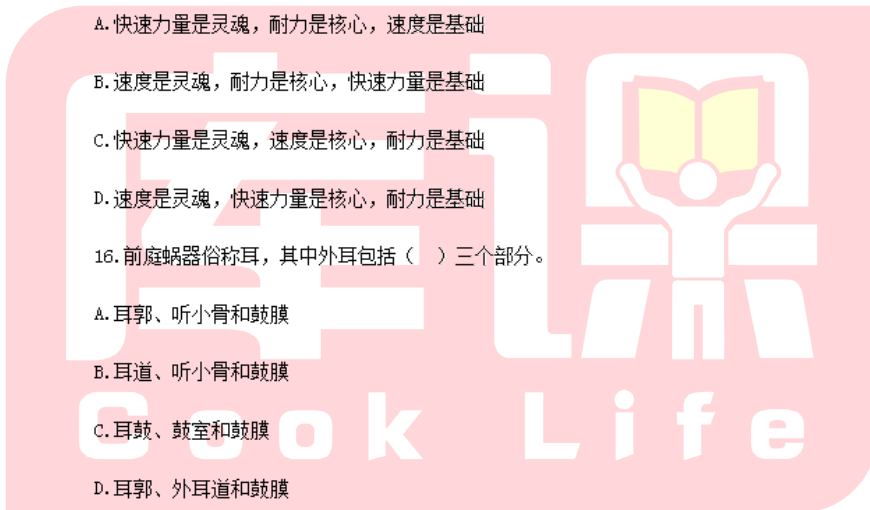 A.快速力量是灵魂，耐力是核心，速度是基础
B.速度是灵魂，耐力是核心，快速力量是基础
C.快速力量是灵魂，速度是核心，耐力是基础
D.速度是灵魂，快速力量是核心，耐力是基础
16.前庭蜗器俗称耳，其中外耳包括（　）三个部分。
A.耳郭、听小骨和鼓膜
B.耳道、听小骨和鼓膜
C.耳鼓、鼓室和鼓膜
D.耳郭、外耳道和鼓膜
库课
Cook Life